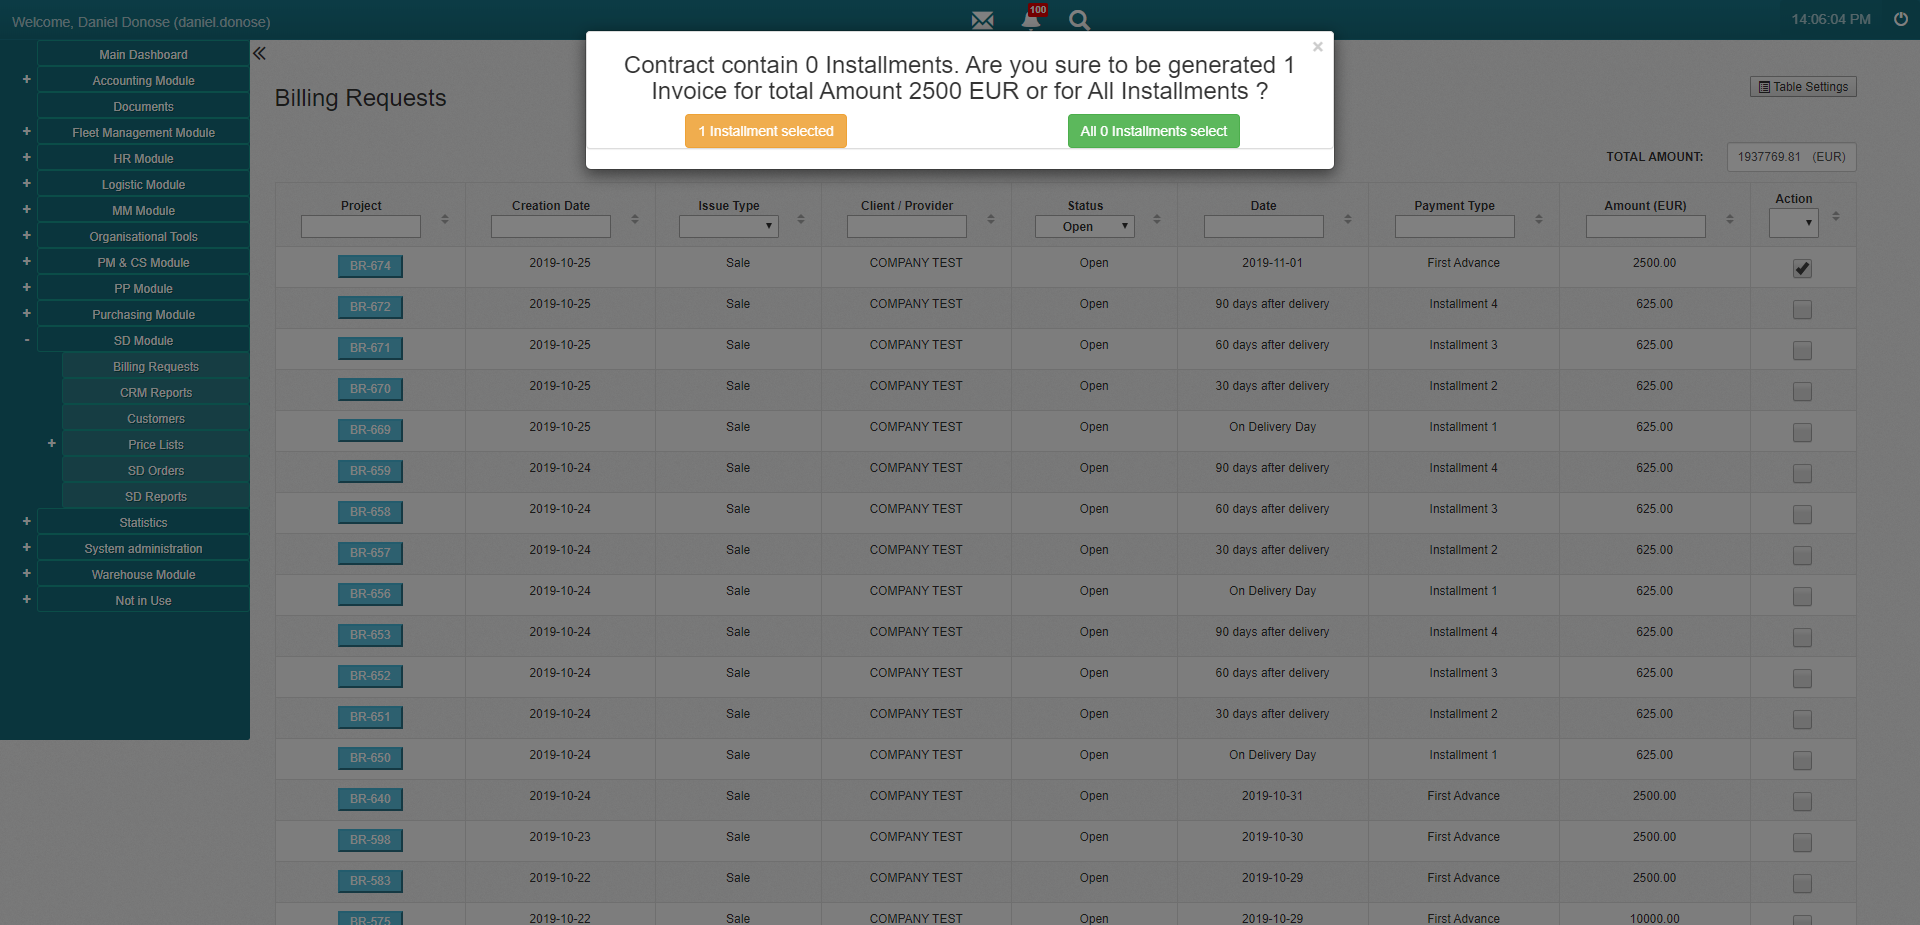 Welcome, Daniel Donose (daniel.donose)
100
14:06:04 PM
Main Dashboard
Accounting Module
Documents
Fleet Management Module
HR Module
Logistic Module
MM Module
Organisational Tools
PM & CS Module
PP Module
Purchasing Module
SD Module
Billing Requests
CRM Reports
Customers
Price Lists
SD Orders
SD Reports
Statistics
System administration
Warehouse Module
Not in Use
×
Contract contain 0 Installments. Are you sure to be generated 1
Invoice for total Amount 2500 EUR or for All Installments ?
1 Installment selected All 0 Installments select
Billing Requests
Table Settings
TOTAL AMOUNT: 1937769.81 (EUR)
Project Creation Date Issue Type Client / Provider Status Date Payment Type Amount (EUR) Action
Open
BR-674 2019-10-25 Sale COMPANY TEST Open 2019-11-01 First Advance 2500.00
BR-672 2019-10-25 Sale COMPANY TEST Open 90 days after delivery Installment 4 625.00
BR-671 2019-10-25 Sale COMPANY TEST Open 60 days after delivery Installment 3 625.00
BR-670 2019-10-25 Sale COMPANY TEST Open 30 days after delivery Installment 2 625.00
BR-669 2019-10-25 Sale COMPANY TEST Open On Delivery Day Installment 1 625.00
BR-659 2019-10-24 Sale COMPANY TEST Open 90 days after delivery Installment 4 625.00
BR-658 2019-10-24 Sale COMPANY TEST Open 60 days after delivery Installment 3 625.00
BR-657 2019-10-24 Sale COMPANY TEST Open 30 days after delivery Installment 2 625.00
BR-656 2019-10-24 Sale COMPANY TEST Open On Delivery Day Installment 1 625.00
BR-653 2019-10-24 Sale COMPANY TEST Open 90 days after delivery Installment 4 625.00
BR-652 2019-10-24 Sale COMPANY TEST Open 60 days after delivery Installment 3 625.00
BR-651 2019-10-24 Sale COMPANY TEST Open 30 days after delivery Installment 2 625.00
BR-650 2019-10-24 Sale COMPANY TEST Open On Delivery Day Installment 1 625.00
BR-640 2019-10-24 Sale COMPANY TEST Open 2019-10-31 First Advance 2500.00
BR-598 2019-10-23 Sale COMPANY TEST Open 2019-10-30 First Advance 2500.00
BR-583 2019-10-22 Sale COMPANY TEST Open 2019-10-29 First Advance 2500.00
BR-575 2019-10-22 Sale COMPANY TEST Open 2019-10-29 First Advance 10000.00